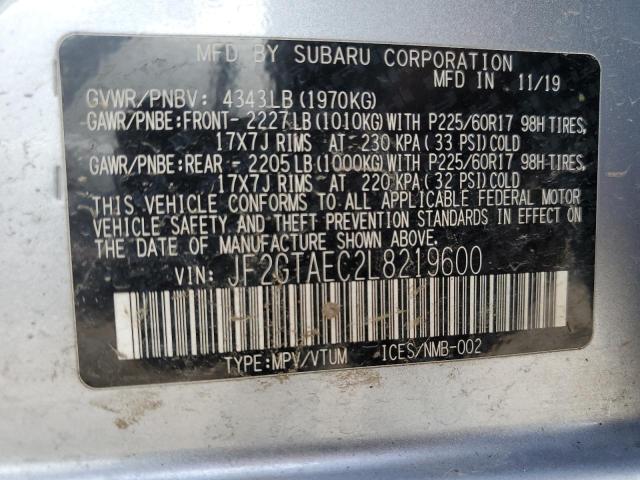 MFD BY SUBARU CORPORATION
MFD IN 11/19
GVWR/PNBV: 4343LB(1970KG)
GAWR/PNBE:FRONT-2227LB(1010KG)WITH P225/60R17 98H TIRES,
17X7J RIMS AT 230 KPA(33 PSI)COLD
GAWR/PNBE:REAR -2205LB(1000KG)WITH P225/60R17 98H TIRES,
17X7J RIMS AT 220 KPA(32 PSI)COLD
THIS VEHICLE CONFORMS TO ALL APPLICABLE FEDERAL MOTOR
VEHICLE SAFETY AND THEFT PREVENTION STANDARDS IN EFFECT ON
THE DATE OF MANUFACTURE SHOWN ABOVE.
VIN: JF2GTAEC2L8219600
TYPE:MPV/VTUM ICES/NMB-002